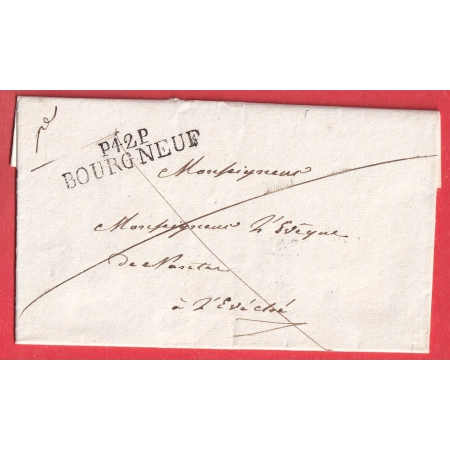 P42P
BOURGNEUF
Monseigneur
Monseigneur L'Evêque
de Nantes
à L'Evêché